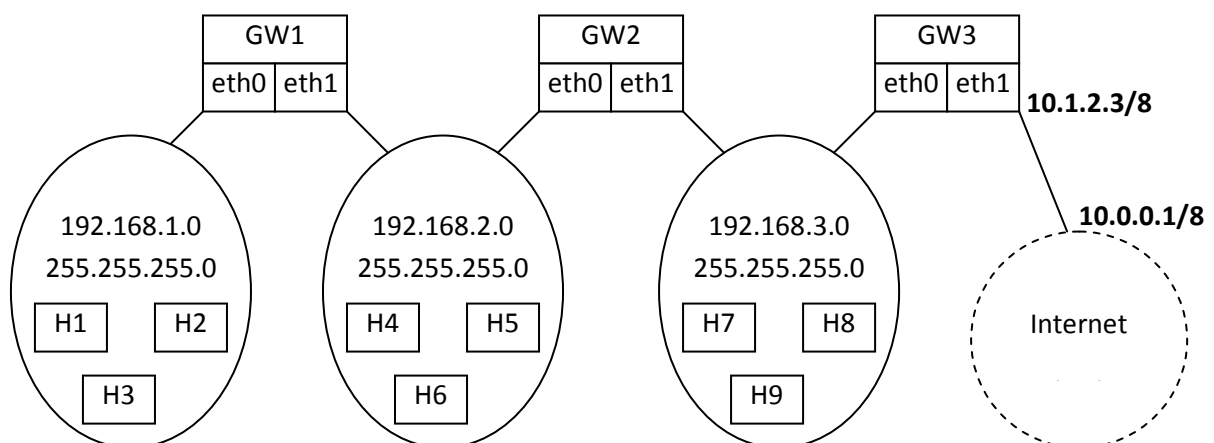 GW1
eth0 eth1
GW2
eth0 eth1
GW3
eth0 eth1
10.1.2.3/8
10.0.0.1/8
192.168.1.0
255.255.255.0
H1 H2
H3
192.168.2.0
255.255.255.0
H4 H5
H6
192.168.3.0
255.255.255.0
H7 H8
H9
Internet